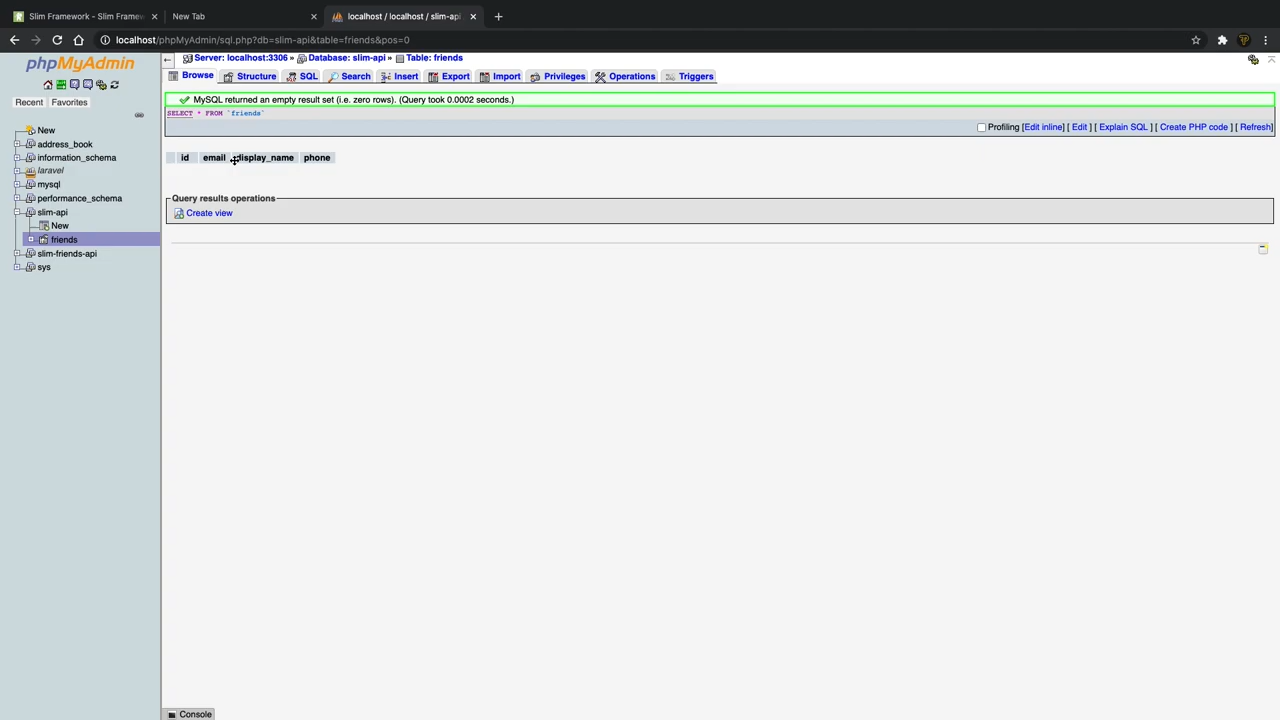 Slim Framework - Slim Framew
New Tab
localhost / localhost / slim-api
localhost/phpMyAdmin/sql.php?db=slim-api&table=friends&pos=0
phpMyAdmin
Recent Favorites
New
address_book
information_schema
laravel
mysql
performance_schema
slim-api
New
friends
slim-friends-api
sys
Server: localhost:3306 » Database: slim-api » Table: friends
Browse Structure SQL Search Insert Export Import Privileges Operations Triggers
MySQL returned an empty result set (i.e. zero rows). (Query took 0.0002 seconds.)
SELECT * FROM `friends`
Profiling [Edit inline] [ Edit ] [ Explain SQL ] [ Create PHP code ] [ Refresh]
id email display_name phone
Query results operations
Create view
Console